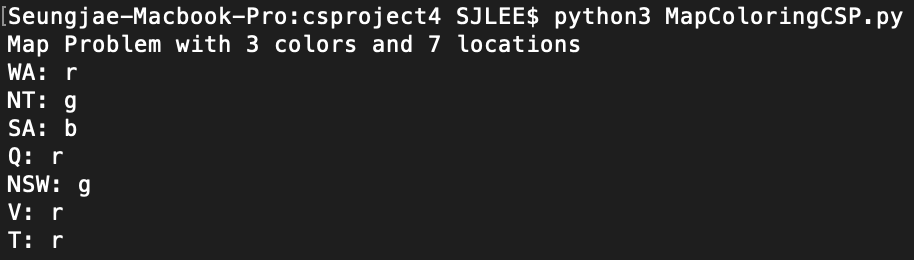 [Seungjae-Macbook-Pro:csproject4 SJLEE$ python3 MapColoringCSP.py
Map Problem with 3 colors and 7 locations
WA: r
NT: g
SA: b
Q: r
NSW: g
V: r
T: r